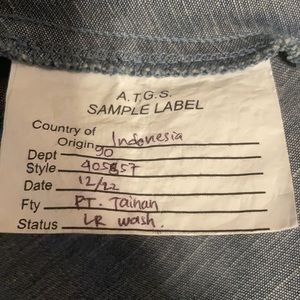 A.T.G.S.
SAMPLE LABEL
Country of
Origin Indonesia
Dept 90
Style 405857
Date 12/22
Fty PT. Tainan
Status LR wash.